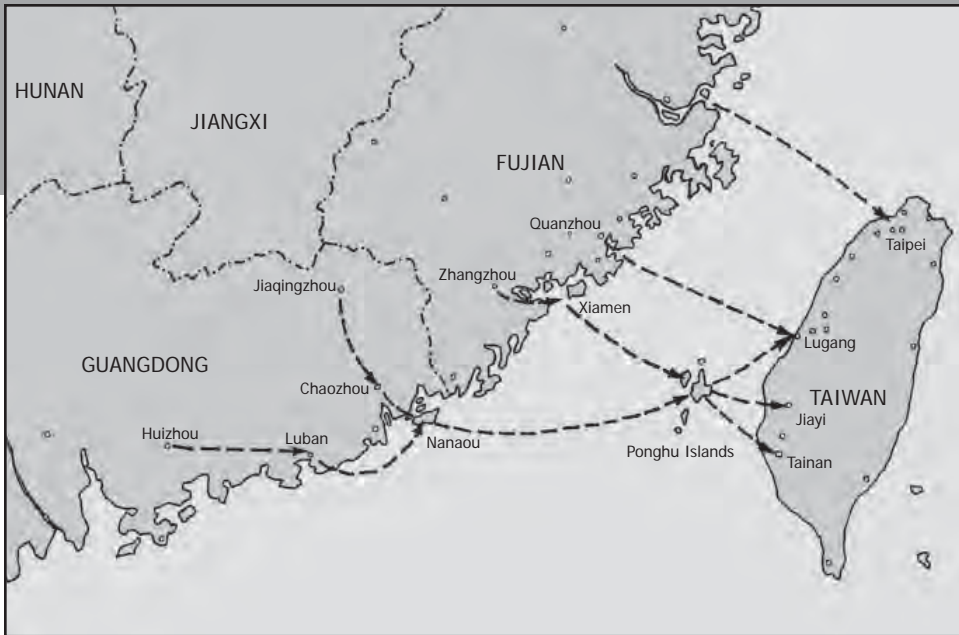 HUNAN
JIANGXI
FUJIAN
Quanzhou
Taipei
Zhangzhou
Jiaqingzhou
Xiamen
Lugang
GUANGDONG
Chaozhou
TAIWAN
Jiayi
Huizhou
Luban
Nanaou
Ponghu Islands
Tainan